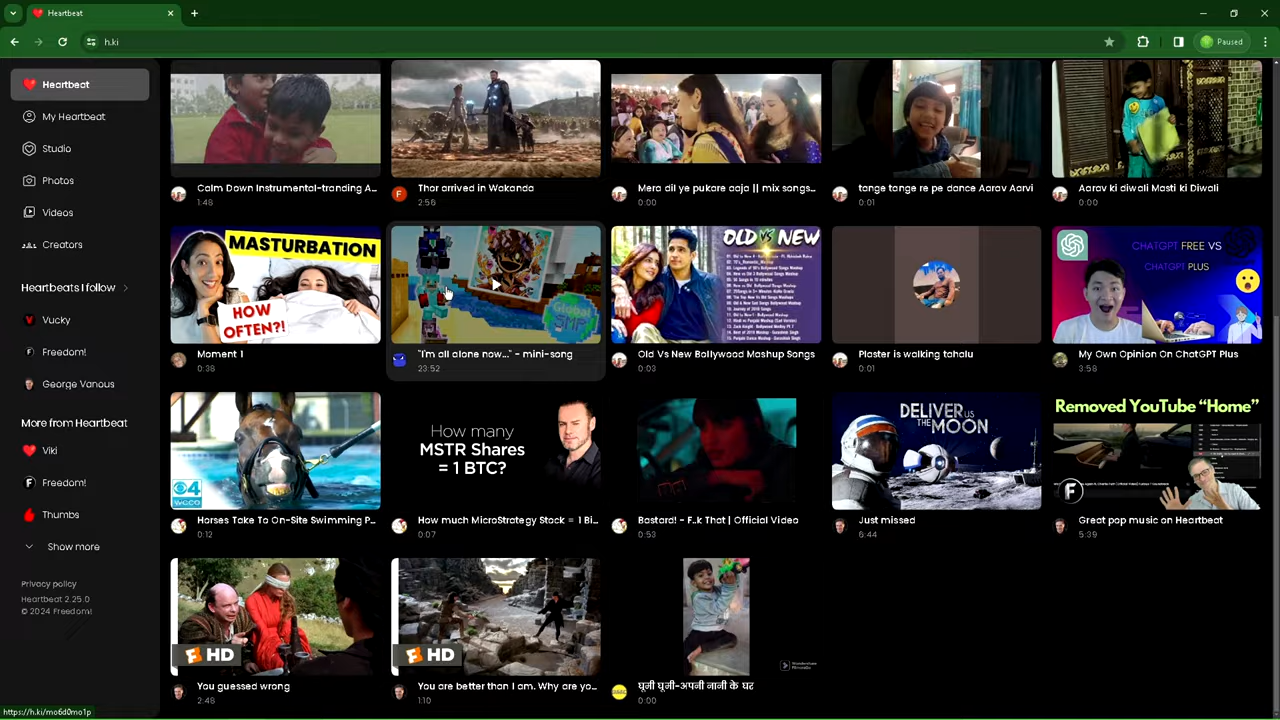 Heartbeat
h.ki
Paused
Heartbeat
My Heartbeat
Studio
Photos
Videos
Creators
Heartbeats I follow
Vucky
Freedom!
George Vanous
More from Heartbeat
Viki
Freedom!
Thumbs
Show more
Privacy policy
Heartbeat 2.25.0
© 2024 Freedom!
https://h.ki/mo6d0mo1p
Calm Down Instrumental-tranding A...
1:48
Thor arrived in Wakanda
2:56
Mera dil ye pukare aaja || mix songs...
0:00
tange tange re pe dance Aarav Aarvi
0:01
Aarav ki diwali Masti ki Diwali
0:00
MASTURBATION
HOW
OFTEN?!
Moment 1
0:38
"I'm all alone now..." - mini-song
23:52
OLD VS NEW
Old Vs New Bollywood Mashup Songs
0:03
Plaster is walking tahalu
0:01
CHATGPT FREE VS
CHATGPT PLUS
My Own Opinion On ChatGPT Plus
3:58
4
WCCO
Horses Take To On-Site Swimming P...
0:12
How many
MSTR Shares
= 1 BTC?
How much MicroStrategy Stock = 1 Bi...
0:07
Bastard! - F..k That | Official Video
0:53
DELIVER US
THE MOON
Just missed
6:44
Removed YouTube “Home”
F
Great pop music on Heartbeat
5:39
HD
You guessed wrong
2:48
HD
You are better than I am. Why are yo...
1:10
घूमी घूमी-अपनी नानी के घर
0:00